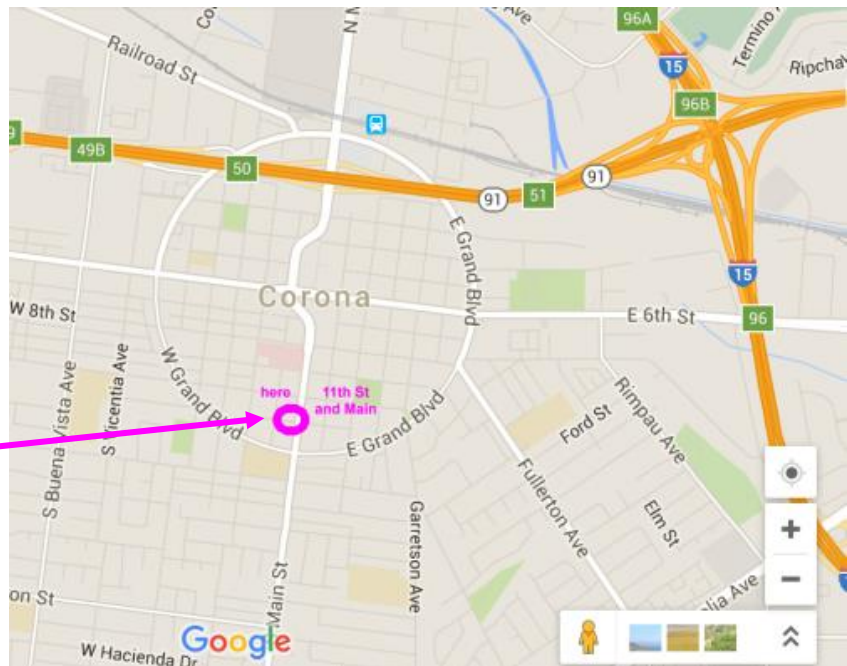 96A
Railroad St
15
Ripcha
96B
49B
50
91
51
91
E Grand Blvd
15
Corona
W 8th St
E 6th St
96
W Grand Blvd
here
11th St
and Main
E Grand Blvd
S Buena Vista Ave
S Vicentia Ave
Ford St
Rimpau Ave
Fullerton Ave
Elm St
Garretson Ave
Main St
on St
Google
W Hacienda Dr
+
−